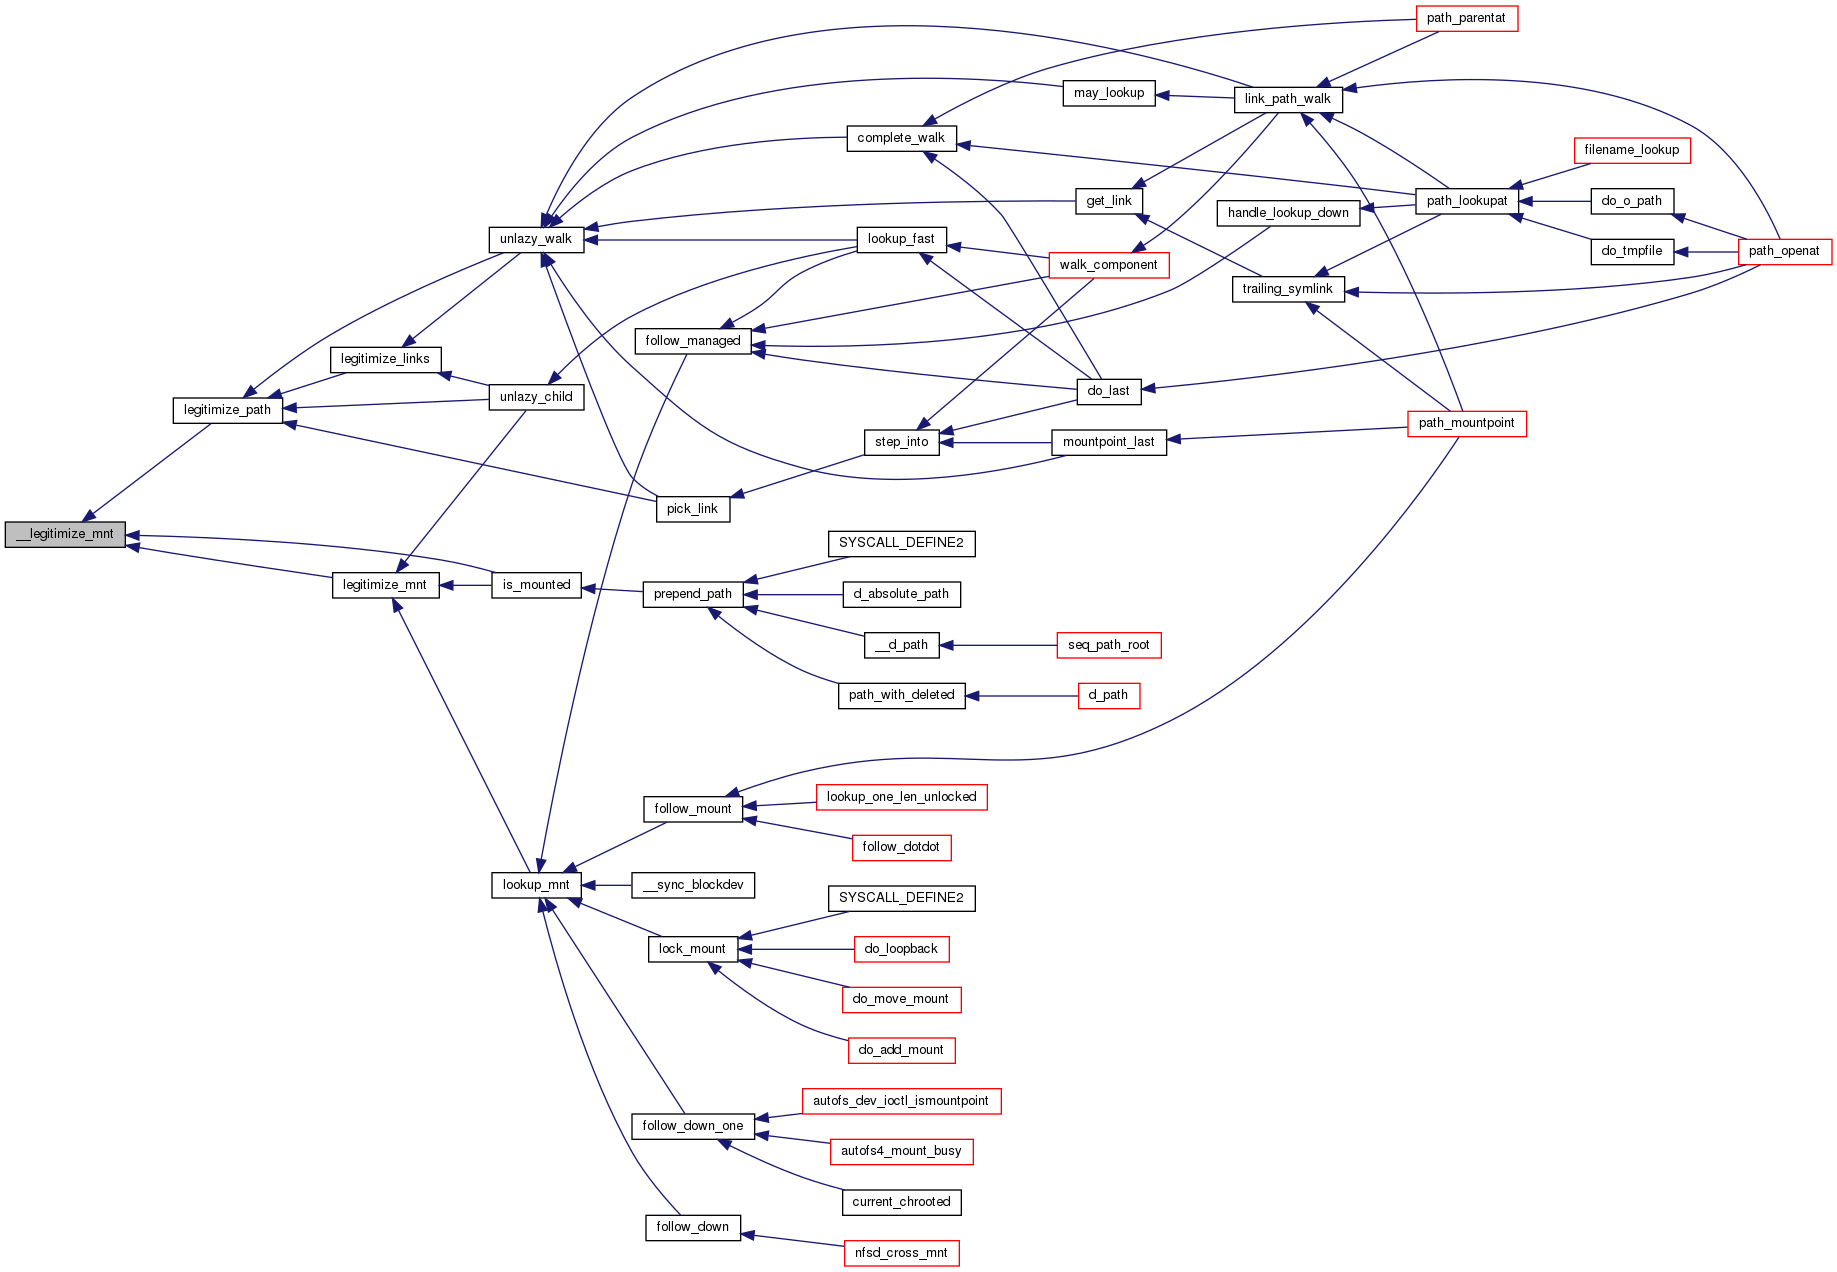 path_parentat
may_lookup
link_path_walk
complete_walk
filename_lookup
get_link
handle_lookup_down
path_lookupat
do_o_path
unlazy_walk
lookup_fast
walk_component
do_tmpfile
path_openat
trailing_symlink
follow_managed
legitimize_links
unlazy_child
do_last
legitimize_path
path_mountpoint
step_into
mountpoint_last
pick_link
__legitimize_mnt
SYSCALL_DEFINE2
legitimize_mnt
is_mounted
prepend_path
d_absolute_path
__d_path
seq_path_root
path_with_deleted
d_path
follow_mount
lookup_one_len_unlocked
follow_dotdot
lookup_mnt
__sync_blockdev
SYSCALL_DEFINE2
lock_mount
do_loopback
do_move_mount
do_add_mount
autofs_dev_ioctl_ismountpoint
follow_down_one
autofs4_mount_busy
current_chrooted
follow_down
nfsd_cross_mnt